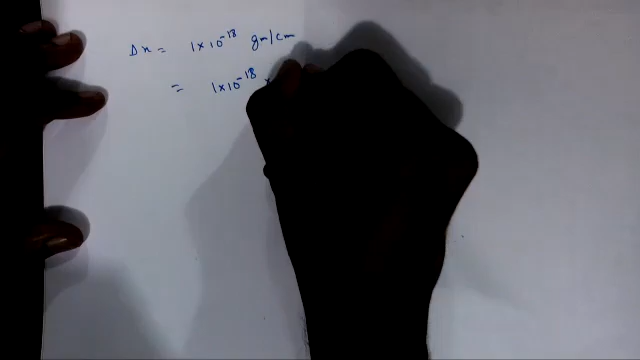 Δx = 1×10⁻¹⁸ gm/cm
= 1×10⁻¹⁸ ×